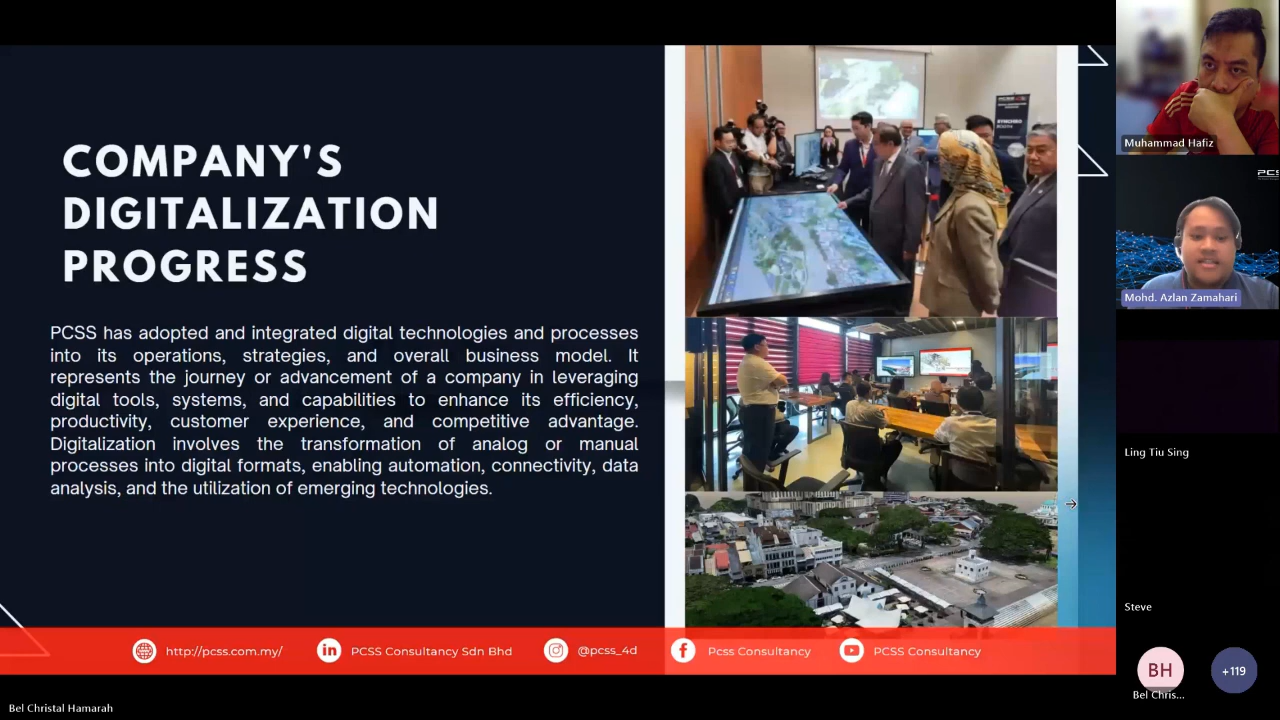 COMPANY'S
DIGITALIZATION
PROGRESS
PCSS has adopted and integrated digital technologies and processes
into its operations, strategies, and overall business model. It
represents the journey or advancement of a company in leveraging
digital tools, systems, and capabilities to enhance its efficiency,
productivity, customer experience, and competitive advantage.
Digitalization involves the transformation of analog or manual
processes into digital formats, enabling automation, connectivity, data
analysis, and the utilization of emerging technologies.
SYNCHRO
http://pcss.com.my/
PCSS Consultancy Sdn Bhd
@pcss_4d
Pcss Consultancy
PCSS Consultancy
Bel Christal Hamarah
Muhammad Hafiz
PCS
Mohd. Azlan Zamahari
Ling Tiu Sing
Steve
BH
Bel Chris...
+119